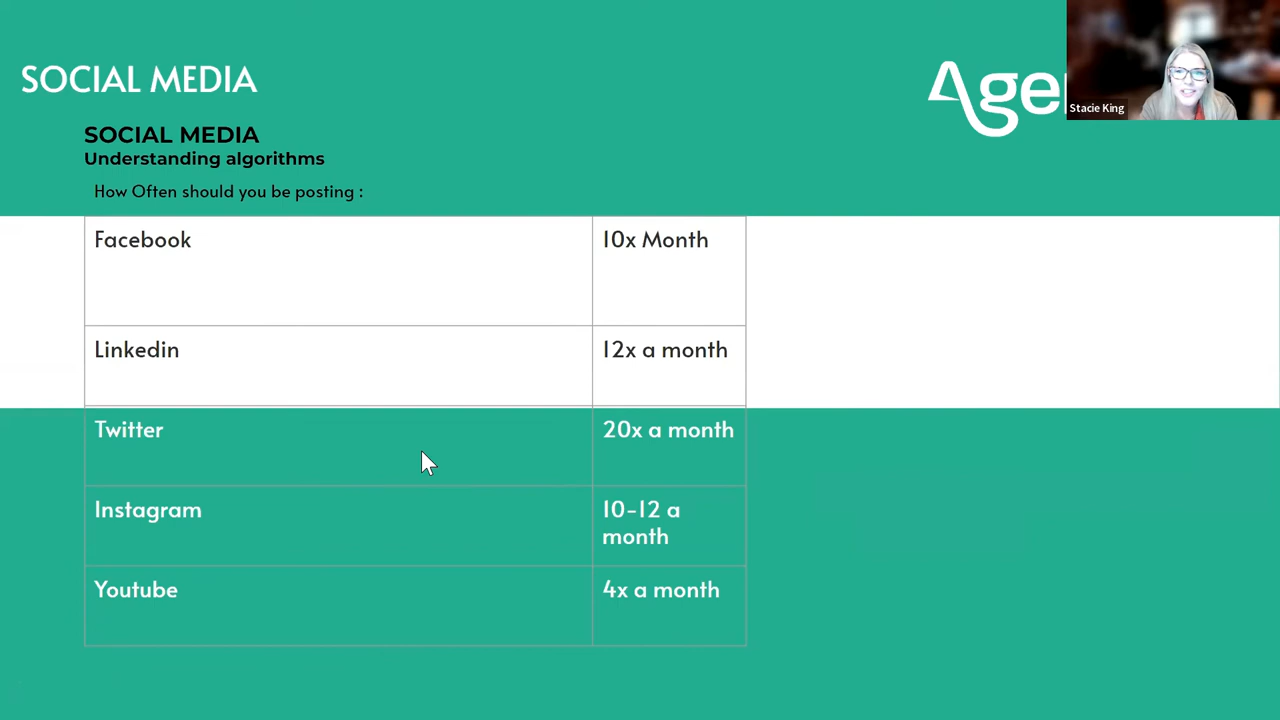 SOCIAL MEDIA
Stacie King
SOCIAL MEDIA
Understanding algorithms
How Often should you be posting :
Facebook
10x Month
Linkedin
12x a month
Twitter
20x a month
Instagram
10-12 a
month
Youtube
4x a month